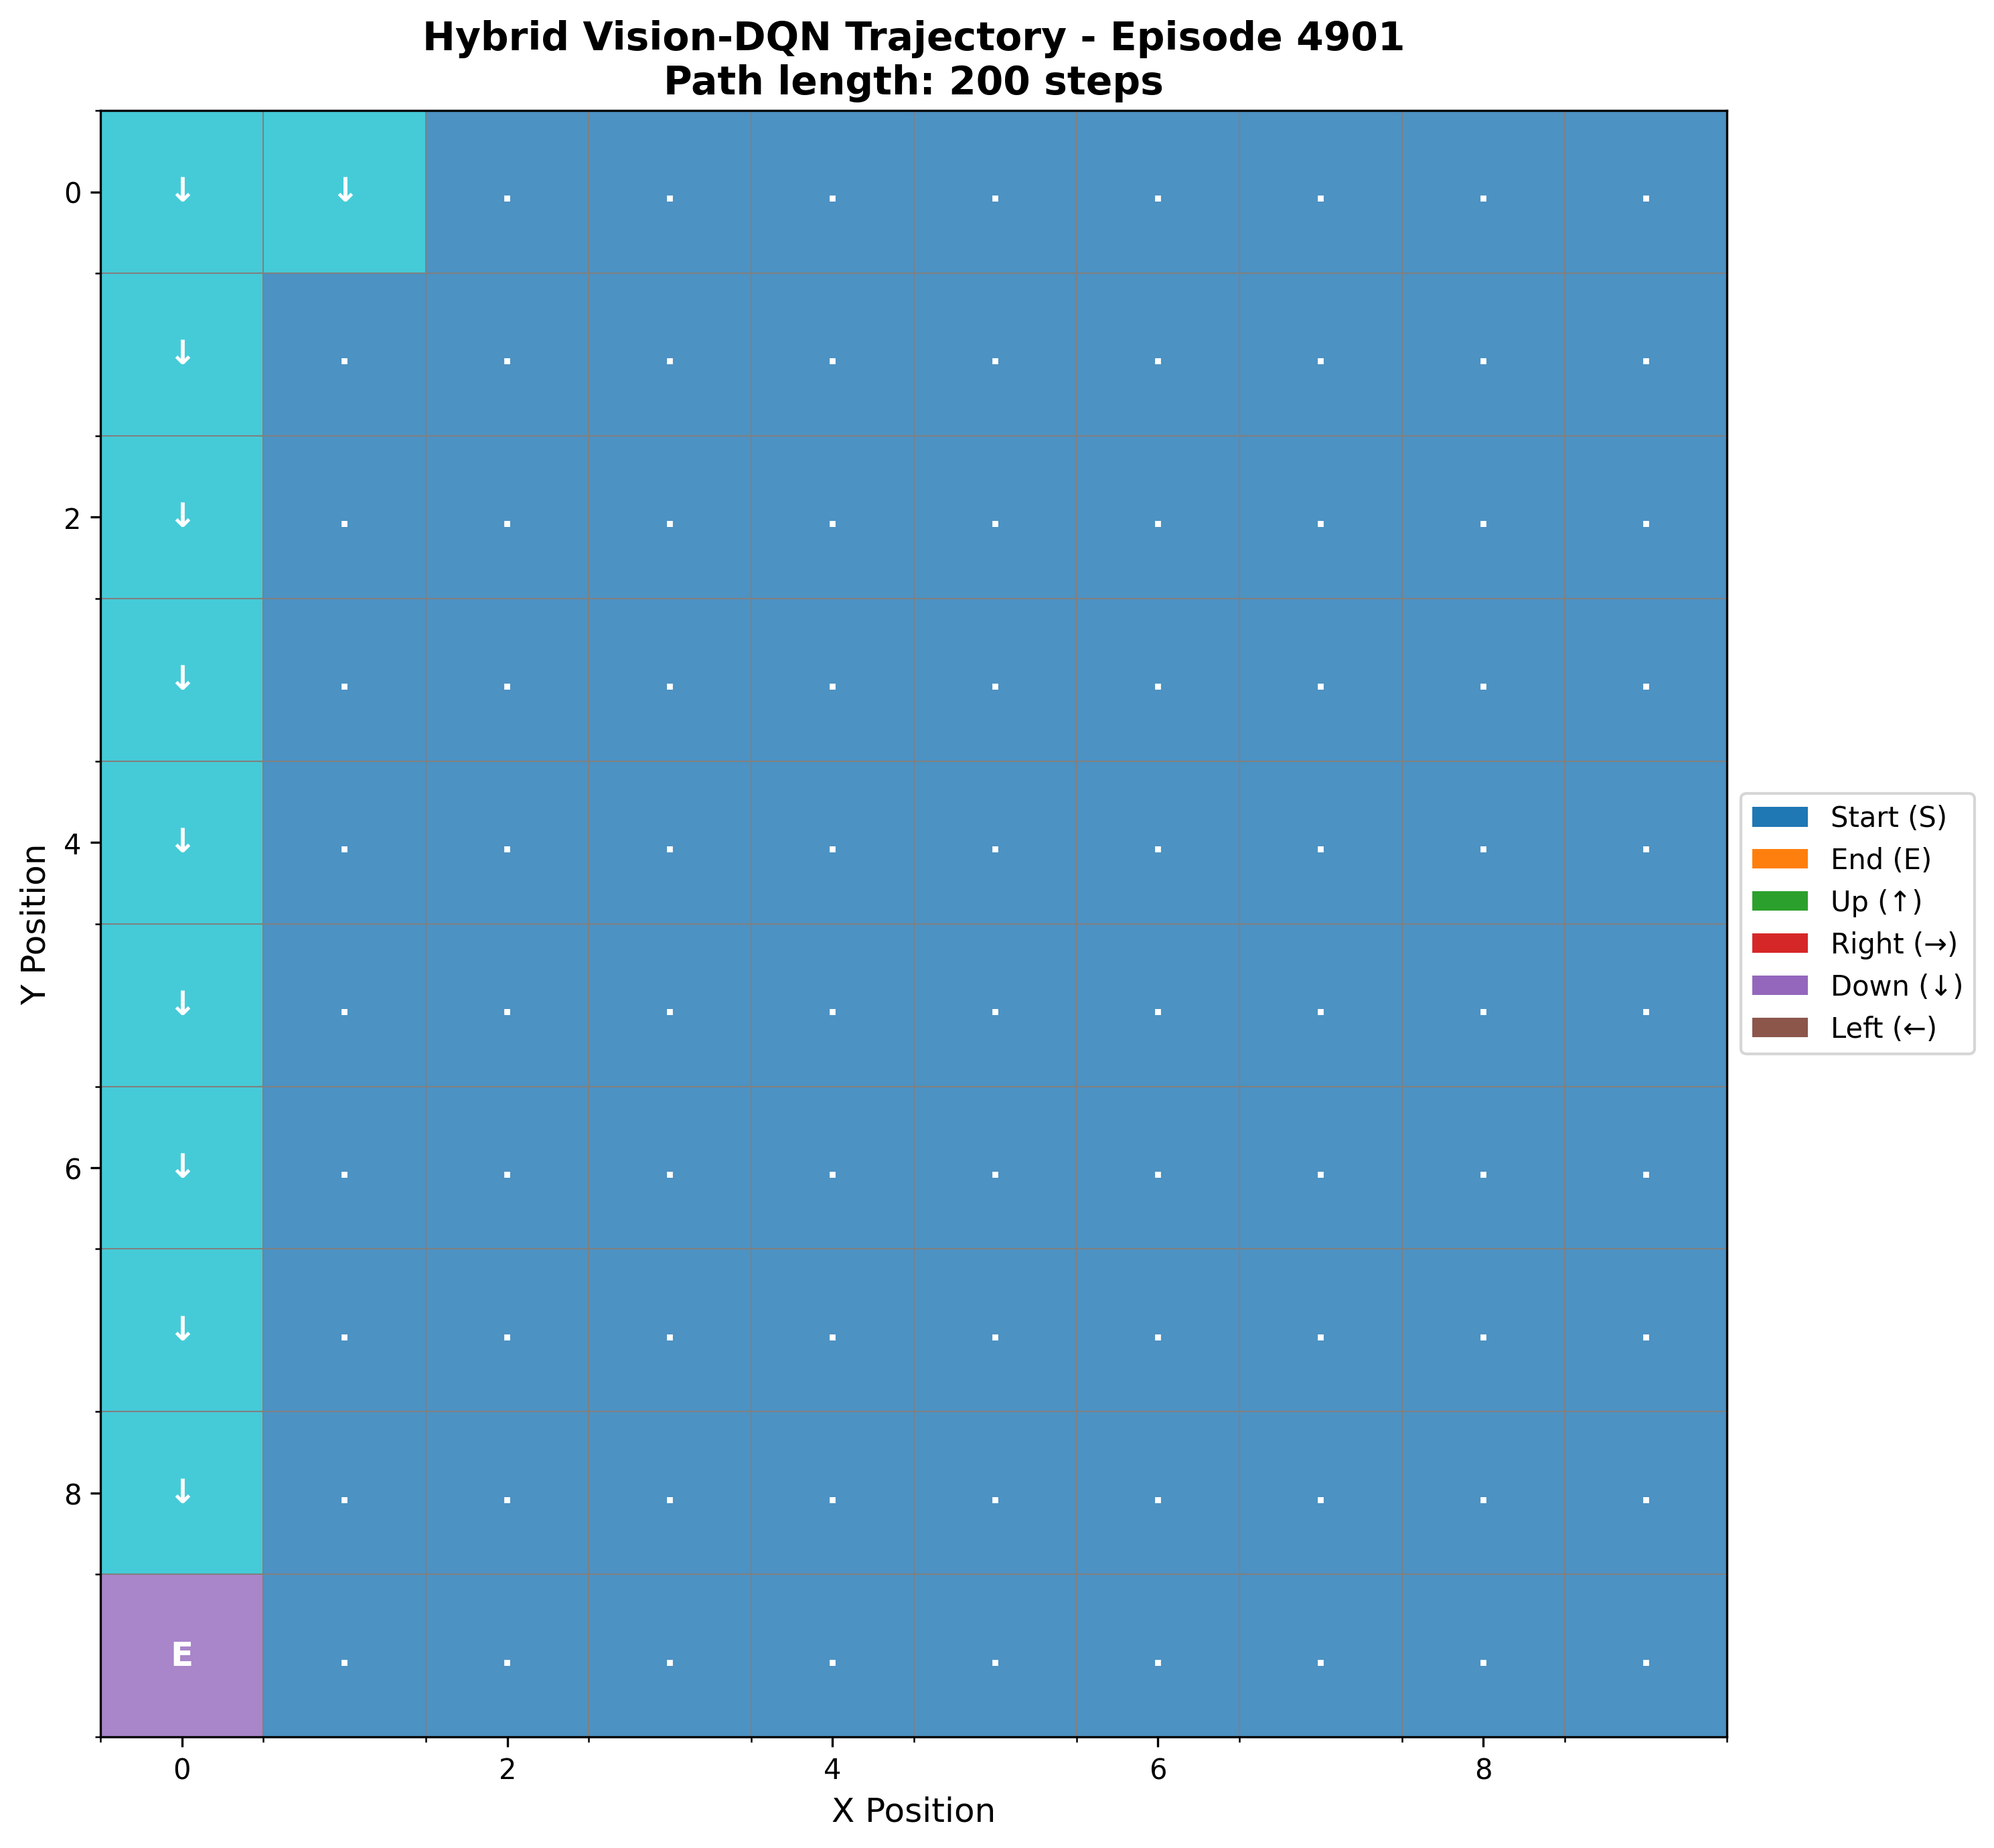 Hybrid Vision-DQN Trajectory - Episode 4901
Path length: 200 steps
0
2
4
6
8
Y Position
↓ ↓ . . . . . . . .
↓ . . . . . . . . .
↓ . . . . . . . . .
↓ . . . . . . . . .
↓ . . . . . . . . .
↓ . . . . . . . . .
↓ . . . . . . . . .
↓ . . . . . . . . .
↓ . . . . . . . . .
E . . . . . . . . .
0 2 4 6 8
X Position
Start (S)
End (E)
Up (↑)
Right (→)
Down (↓)
Left (←)